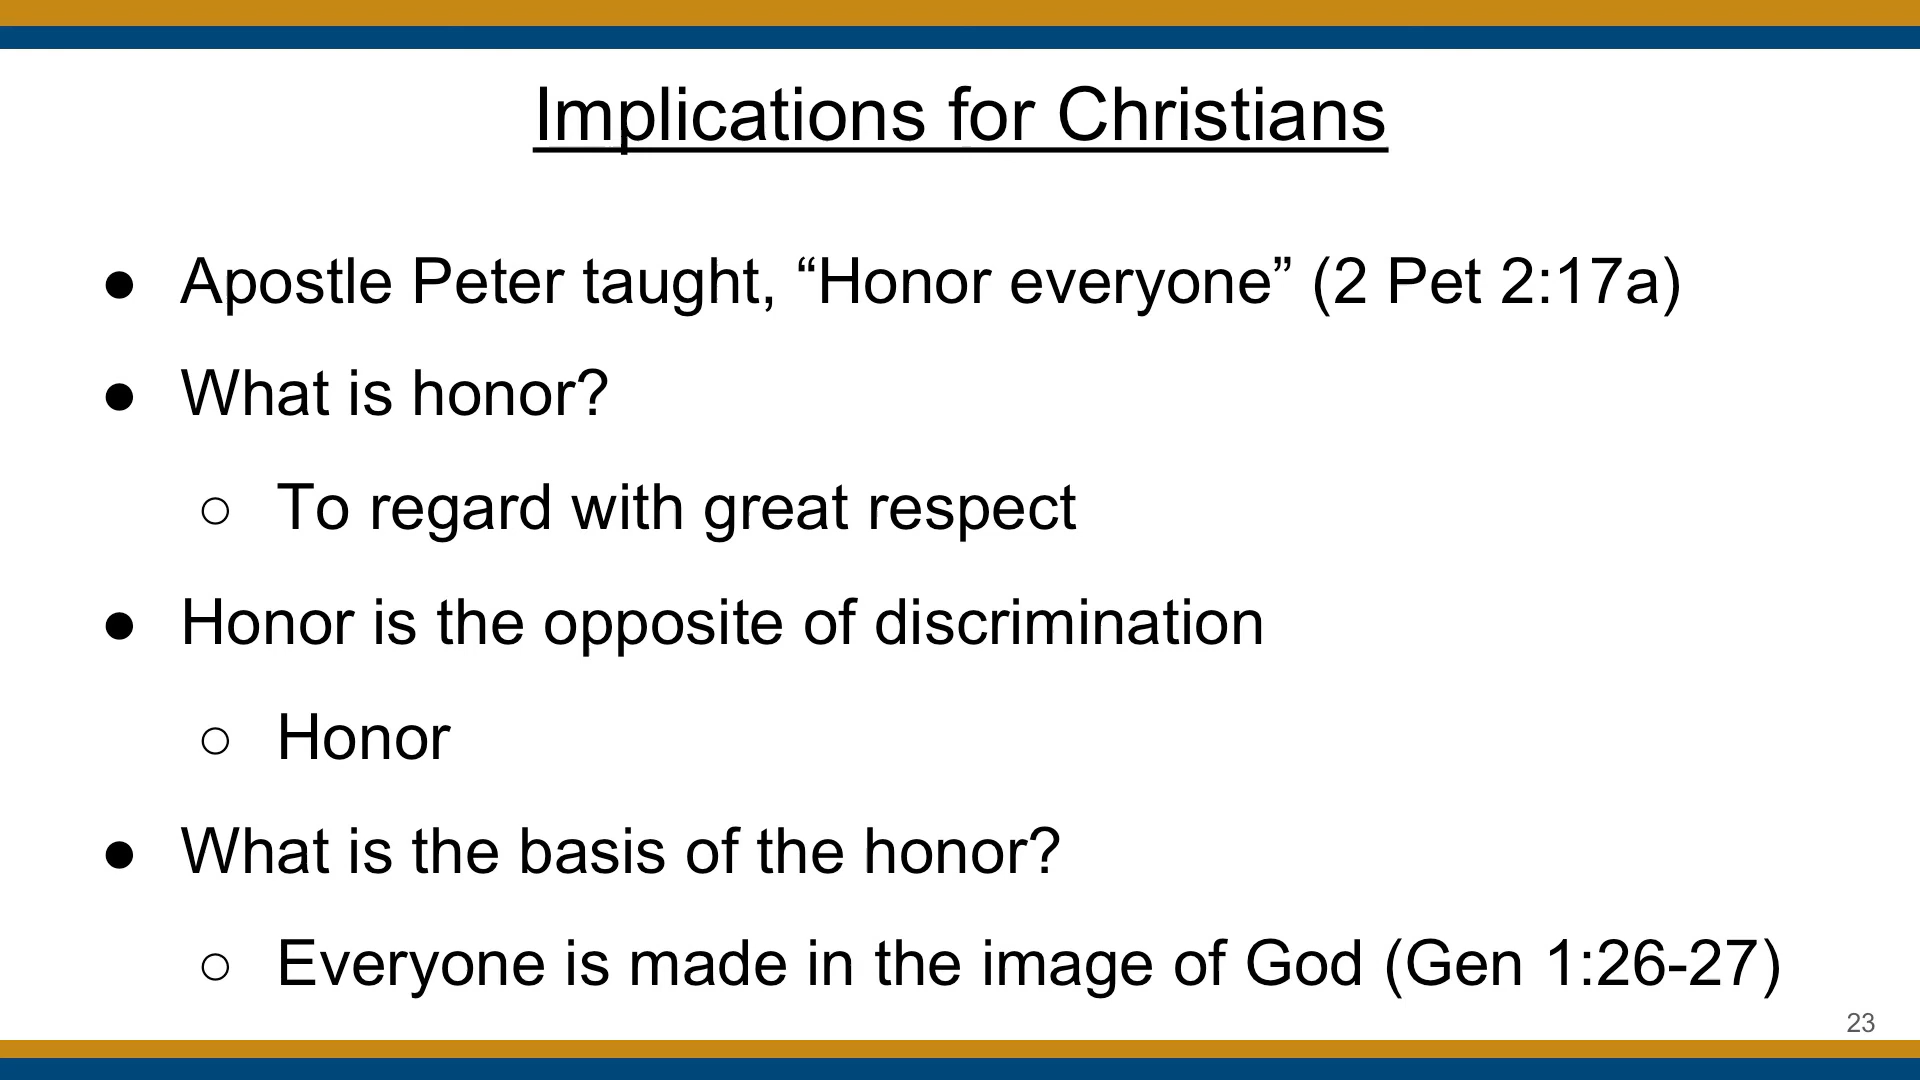 Implications for Christians
● Apostle Peter taught, “Honor everyone” (2 Pet 2:17a)
● What is honor?
○ To regard with great respect
● Honor is the opposite of discrimination
○ Honor
● What is the basis of the honor?
○ Everyone is made in the image of God (Gen 1:26-27)
23